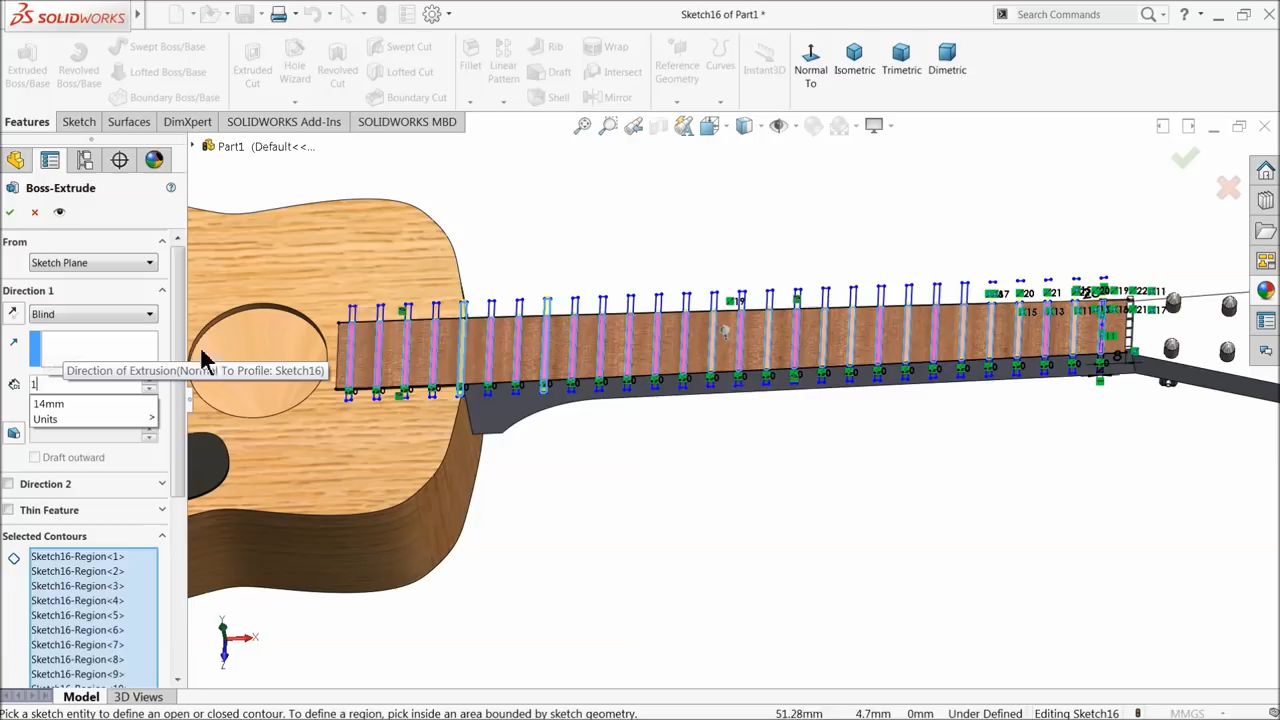 SOLIDWORKS
Sketch16 of Part1 *
Search Commands
Extruded Boss/Base
Revolved Boss/Base
Swept Boss/Base
Lofted Boss/Base
Boundary Boss/Base
Extruded Cut
Hole Wizard
Revolved Cut
Swept Cut
Lofted Cut
Boundary Cut
Fillet
Linear Pattern
Rib
Draft
Shell
Wrap
Intersect
Mirror
Reference Geometry
Curves
Instant3D
Normal To
Isometric
Trimetric
Dimetric
Features
Sketch
Surfaces
DimXpert
SOLIDWORKS Add-Ins
SOLIDWORKS MBD
Part1 (Default<<...
Boss-Extrude
From
Sketch Plane
Direction 1
Blind
Direction of Extrusion(Normal To Profile: Sketch16)
1
14mm
Units
Draft outward
Direction 2
Thin Feature
Selected Contours
Sketch16-Region<1>
Sketch16-Region<2>
Sketch16-Region<3>
Sketch16-Region<4>
Sketch16-Region<5>
Sketch16-Region<6>
Sketch16-Region<7>
Sketch16-Region<8>
Sketch16-Region<9>
Y
X
Z
Model
3D Views
Pick a sketch entity to define an open or closed contour. To define a region, pick inside an area bounded by sketch geometry.
51.28mm
4.7mm
0mm
Under Defined
Editing Sketch16
MMGS